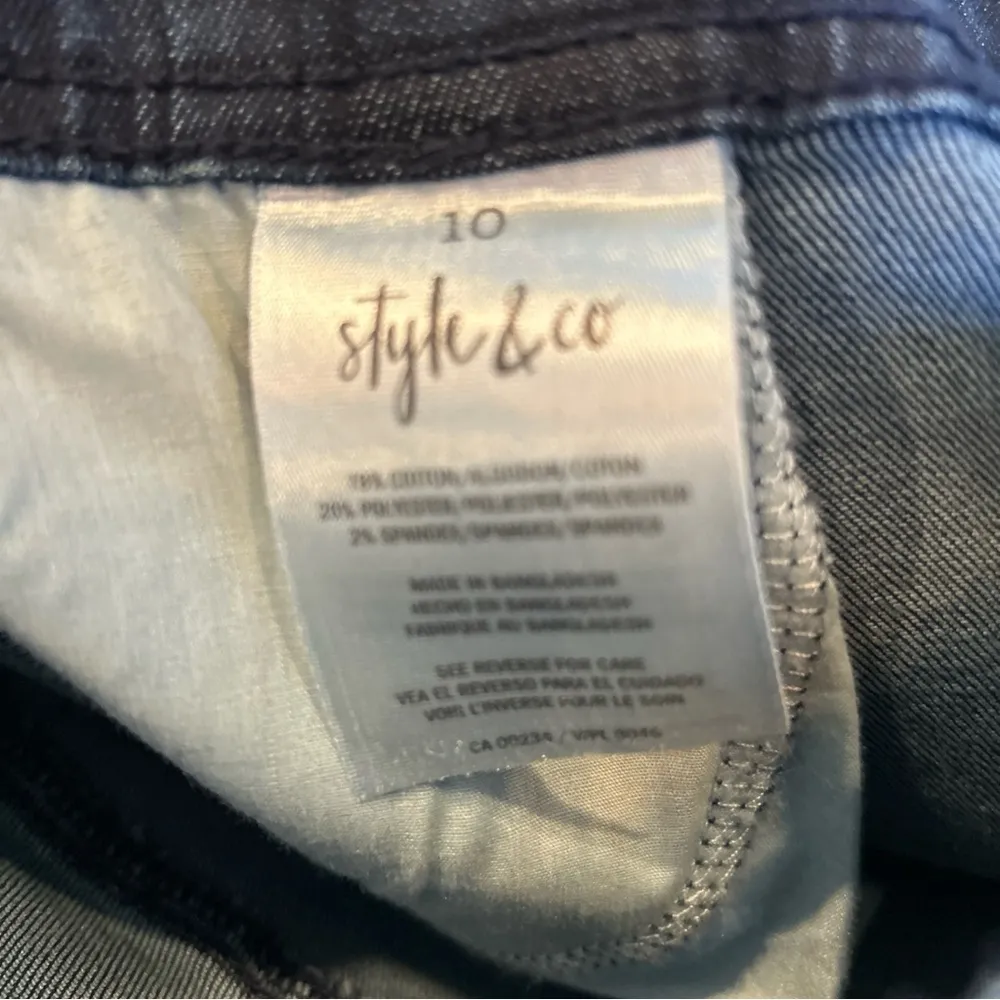 10
style & co
78% COTTON/ALGODON/COTON
20% POLYESTER/POLIESTER/POLYESTER
2% SPANDEX/SPANDEX/SPANDEX
MADE IN BANGLADESH
HECHO EN BANGLADESH
FABRIQUE AU BANGLADESH
SEE REVERSE FOR CARE
VEA EL REVERSO PARA EL CUIDADO
VOIR L'INVERSE POUR LE SOIN
CA 00234 / WPL